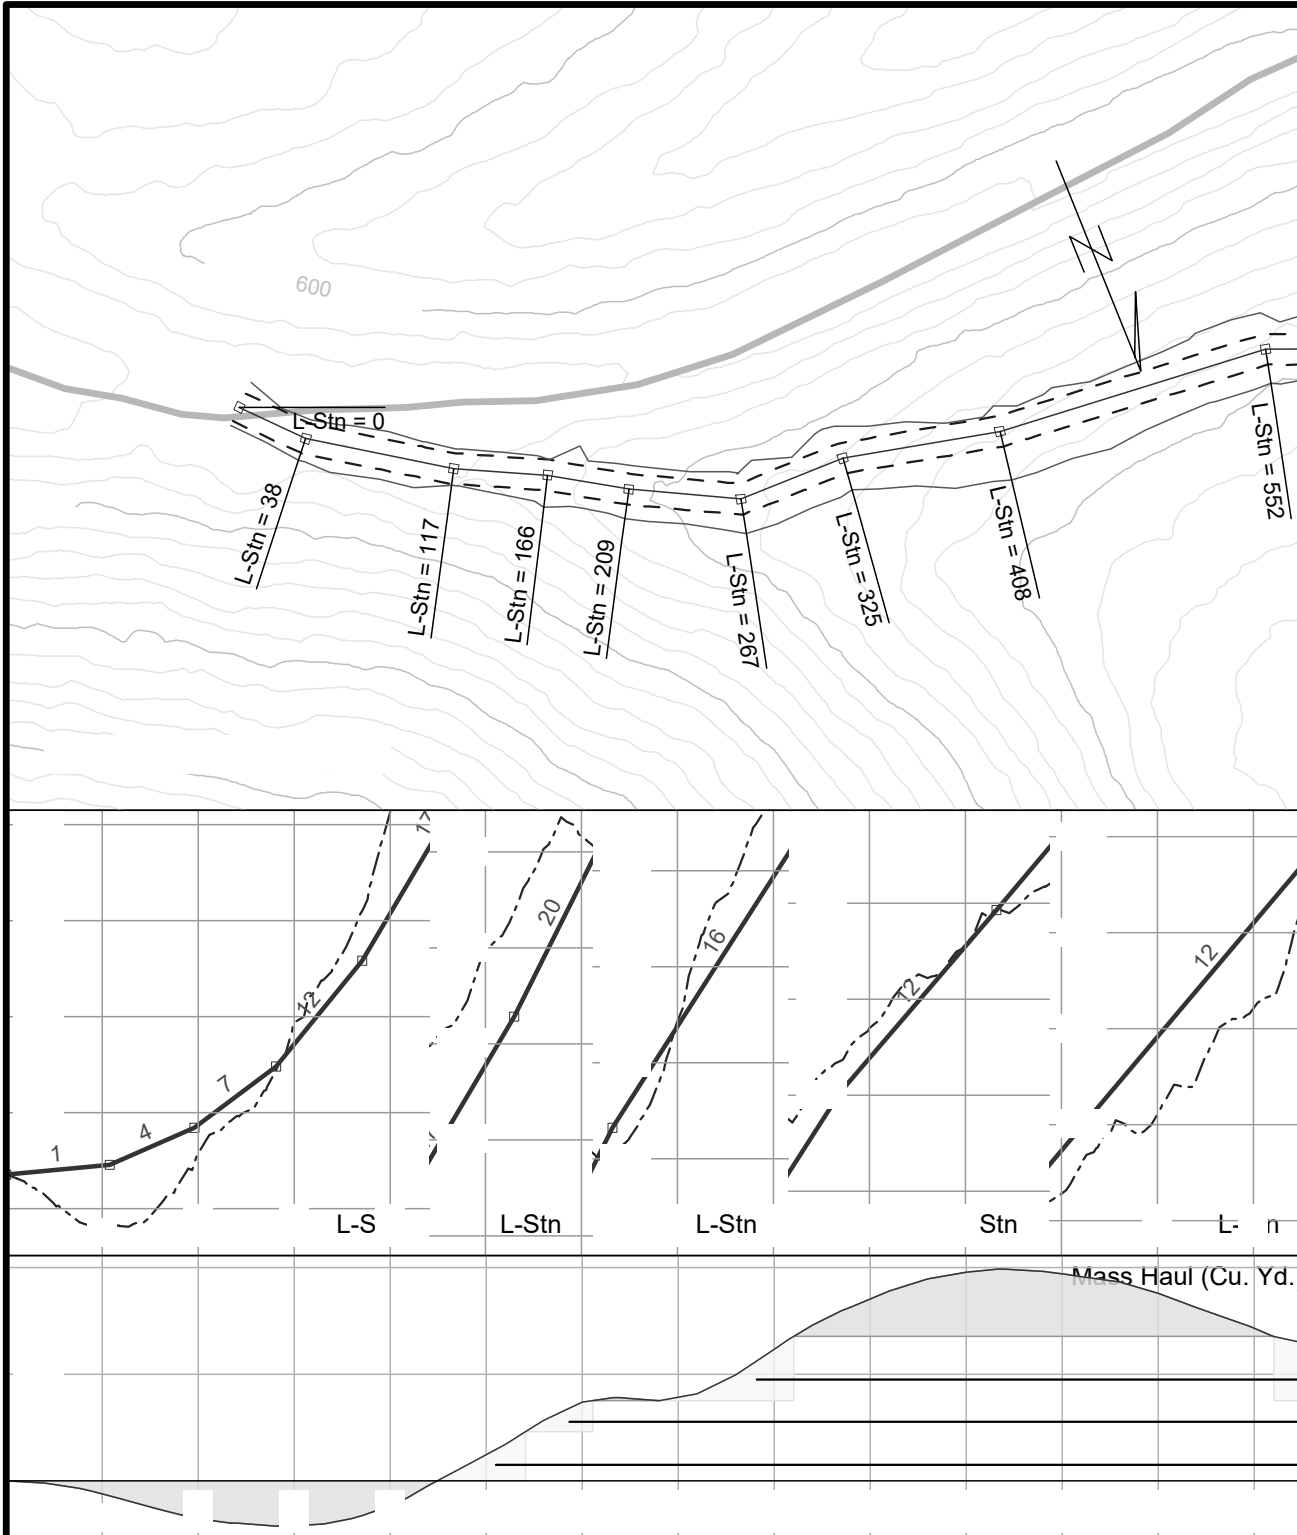 600
L-Stn = 0
L-Stn = 38
L-Stn = 117
L-Stn = 166
L-Stn = 209
L-Stn = 267
L-Stn = 325
L-Stn = 408
L-Stn = 552
1
4
7
12
20
16
12
12
L-S
L-Stn
L-Stn
Stn
L- n
Mass Haul (Cu. Yd.